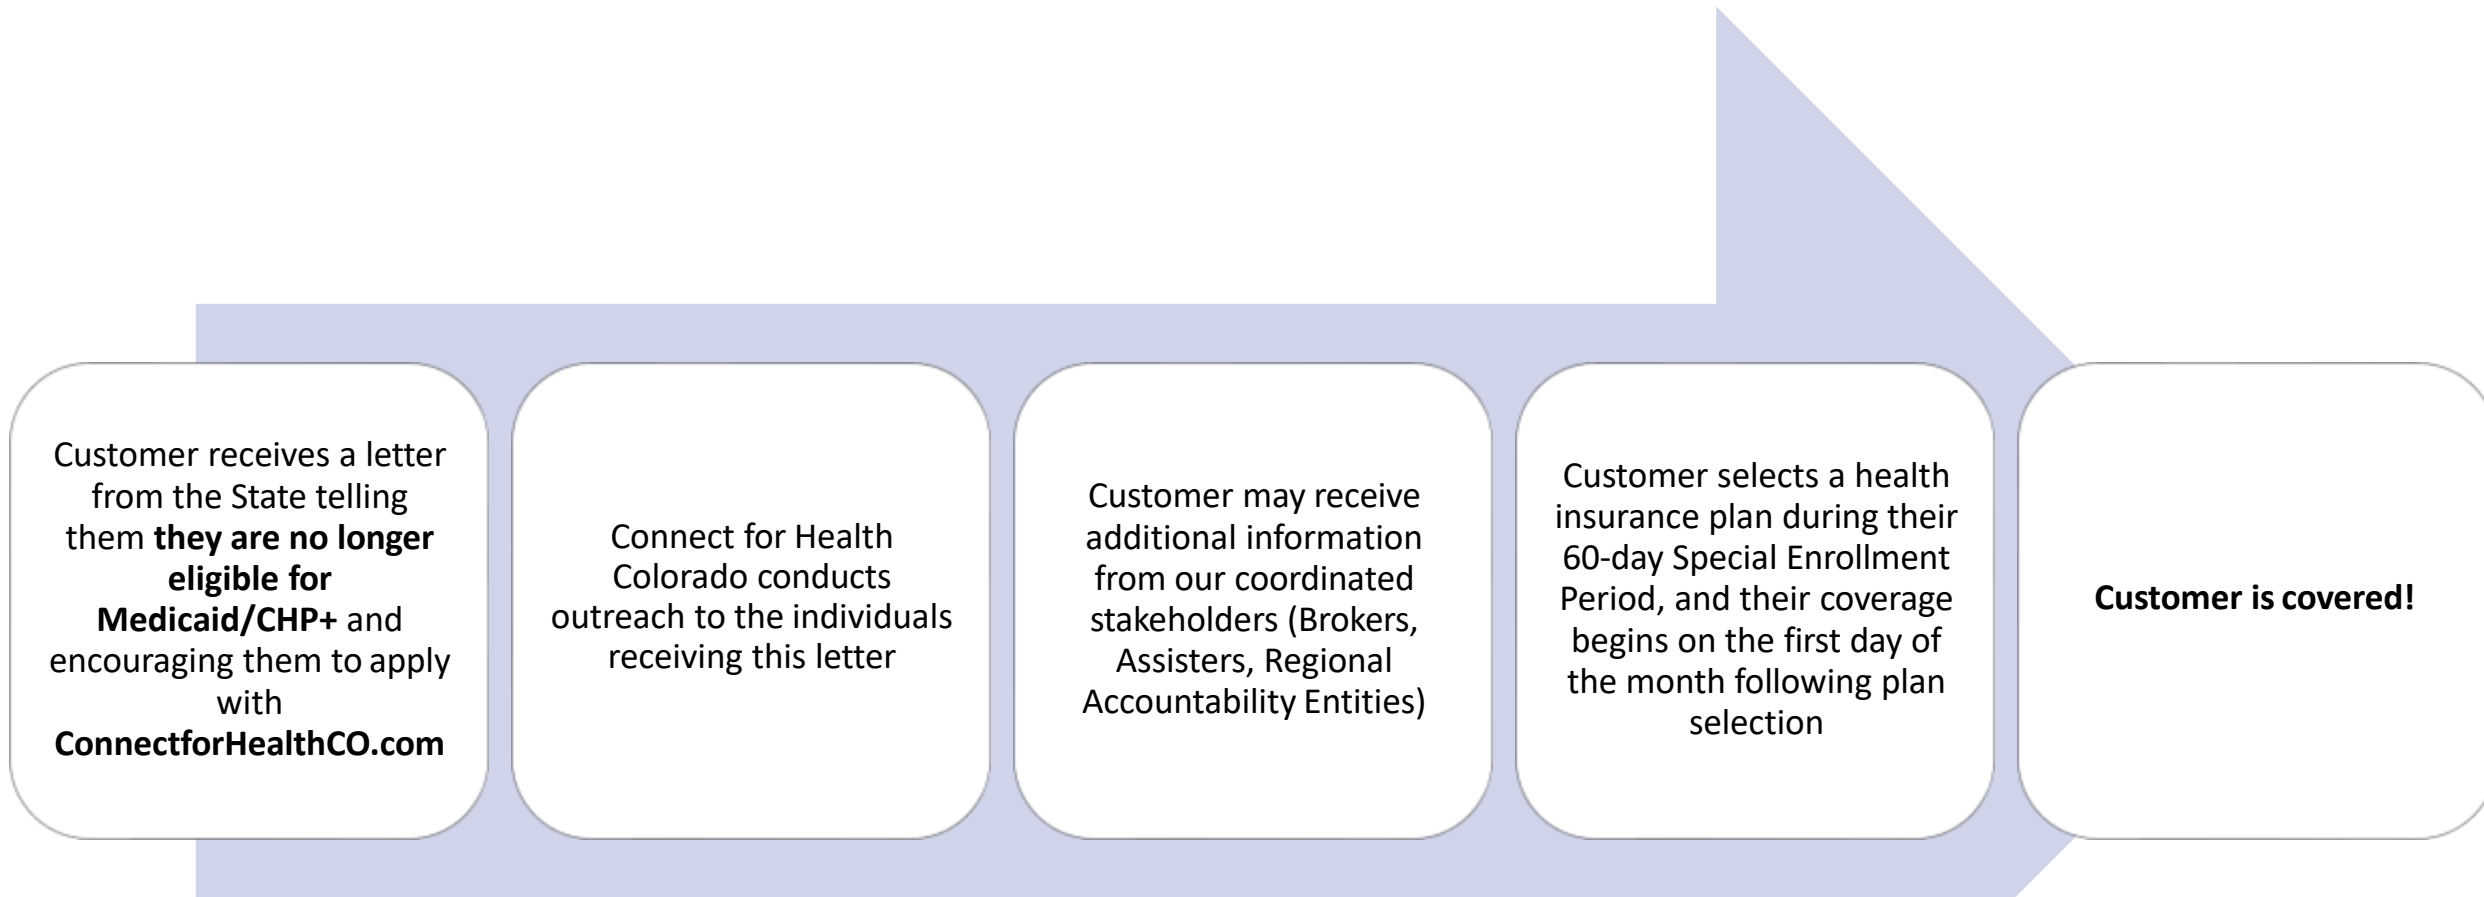 Customer receives a letter
from the State telling
them they are no longer
eligible for
Medicaid/CHP+ and
encouraging them to apply
with
ConnectforHealthCO.com
Connect for Health
Colorado conducts
outreach to the individuals
receiving this letter
Customer may receive
additional information
from our coordinated
stakeholders (Brokers,
Assisters, Regional
Accountability Entities)
Customer selects a health
insurance plan during their
60-day Special Enrollment
Period, and their coverage
begins on the first day of
the month following plan
selection
Customer is covered!